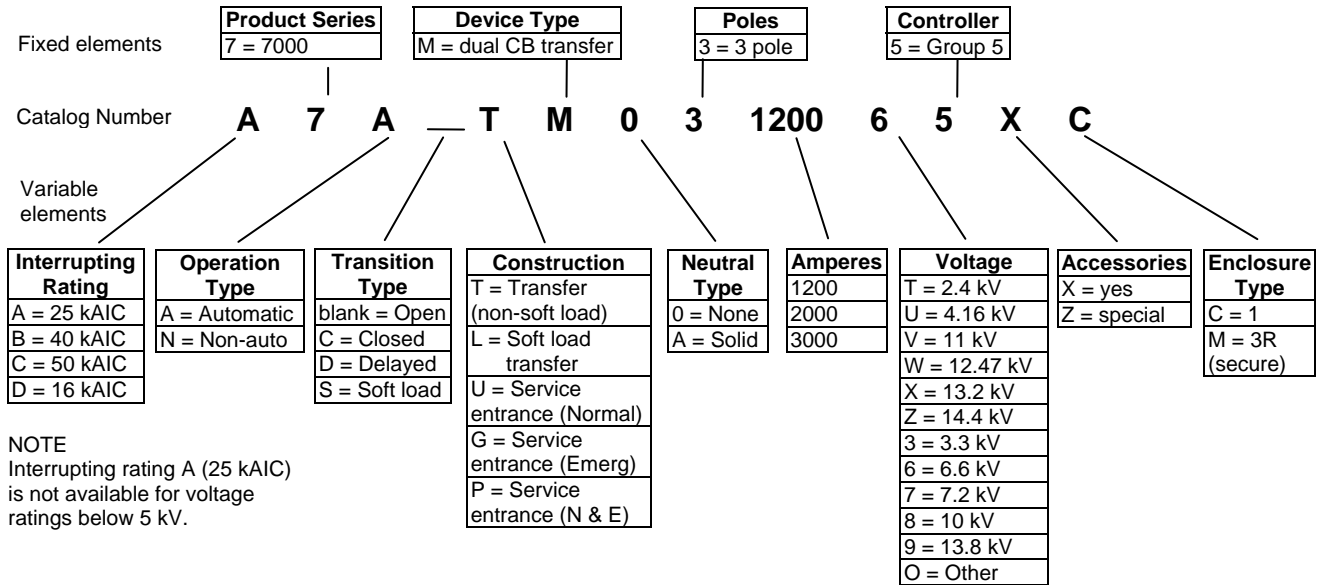 Fixed elements
Product Series
7 = 7000
Device Type
M = dual CB transfer
Poles
3 = 3 pole
Controller
5 = Group 5
Catalog Number
A 7 A __ T M 0 3 1200 6 5 X C
Variable
elements
Interrupting
Rating
A = 25 kAIC
B = 40 kAIC
C = 50 kAIC
D = 16 kAIC
Operation
Type
A = Automatic
N = Non-auto
Transition
Type
blank = Open
C = Closed
D = Delayed
S = Soft load
Construction
T = Transfer
(non-soft load)
L = Soft load
transfer
U = Service
entrance (Normal)
G = Service
entrance (Emerg)
P = Service
entrance (N & E)
Neutral
Type
0 = None
A = Solid
Amperes
1200
2000
3000
Voltage
T = 2.4 kV
U = 4.16 kV
V = 11 kV
W = 12.47 kV
X = 13.2 kV
Z = 14.4 kV
3 = 3.3 kV
6 = 6.6 kV
7 = 7.2 kV
8 = 10 kV
9 = 13.8 kV
O = Other
Accessories
X = yes
Z = special
Enclosure
Type
C = 1
M = 3R
(secure)
NOTE
Interrupting rating A (25 kAIC)
is not available for voltage
ratings below 5 kV.